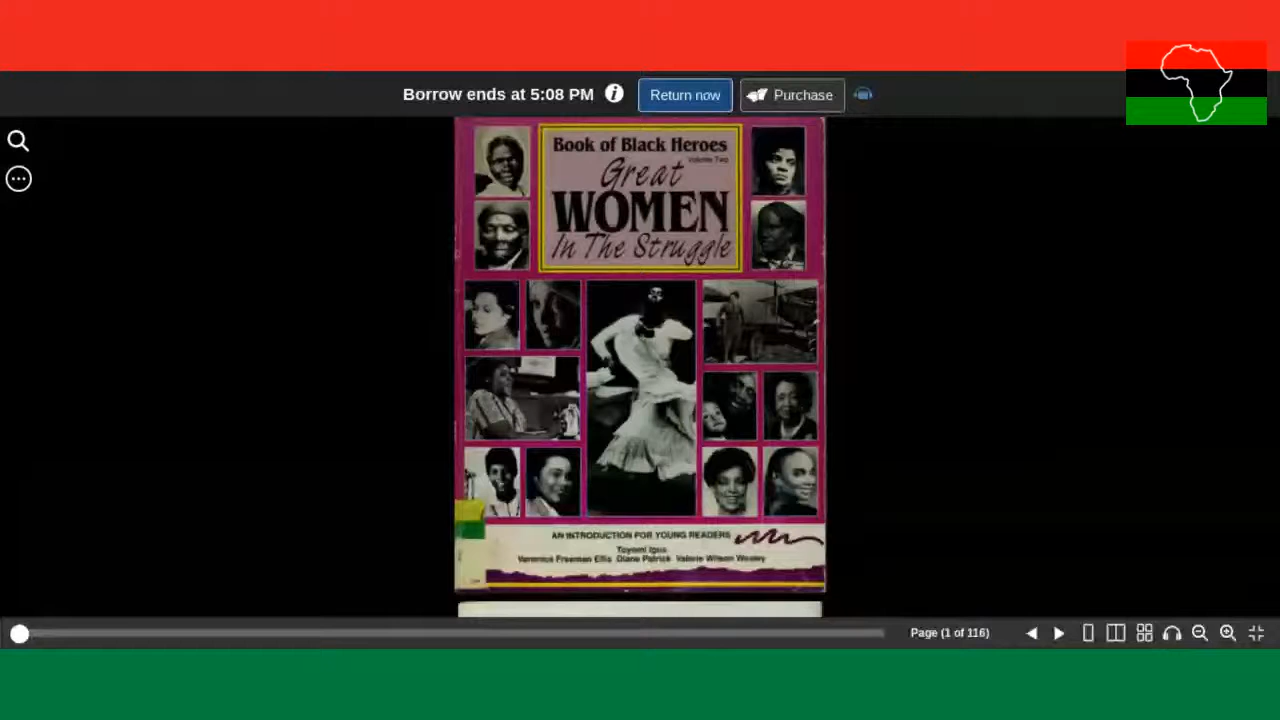 Borrow ends at 5:08 PM
Return now
Purchase
Book of Black Heroes
Volume Two
Great
WOMEN
In The Struggle
AN INTRODUCTION FOR YOUNG READERS
Toyomi Igus
Veronica Freeman Ellis Diane Patrick Valerie Wilson Wesley
Page (1 of 116)